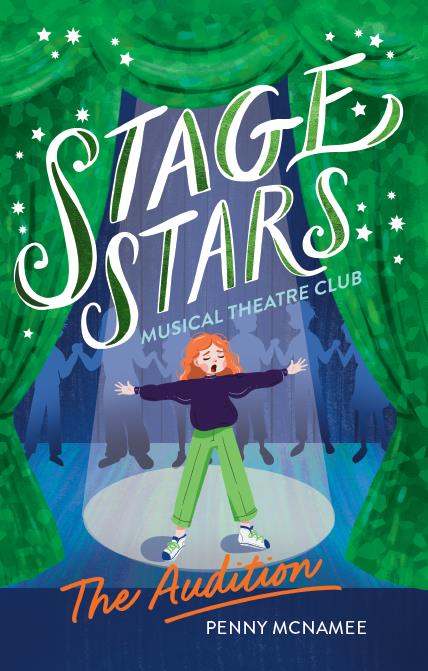 STAGE
STARS
MUSICAL THEATRE CLUB
The Audition
PENNY MCNAMEE